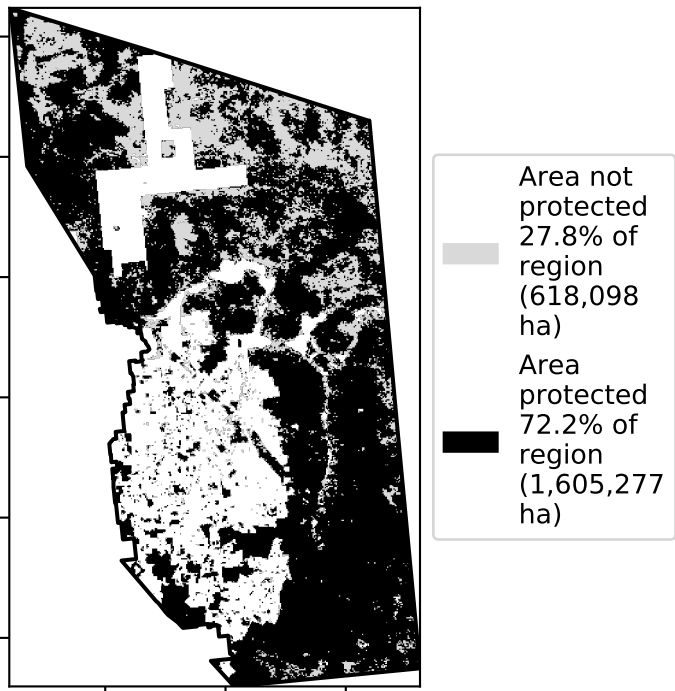 Area not
protected
27.8% of
region
(618,098
ha)
Area
protected
72.2% of
region
(1,605,277
ha)